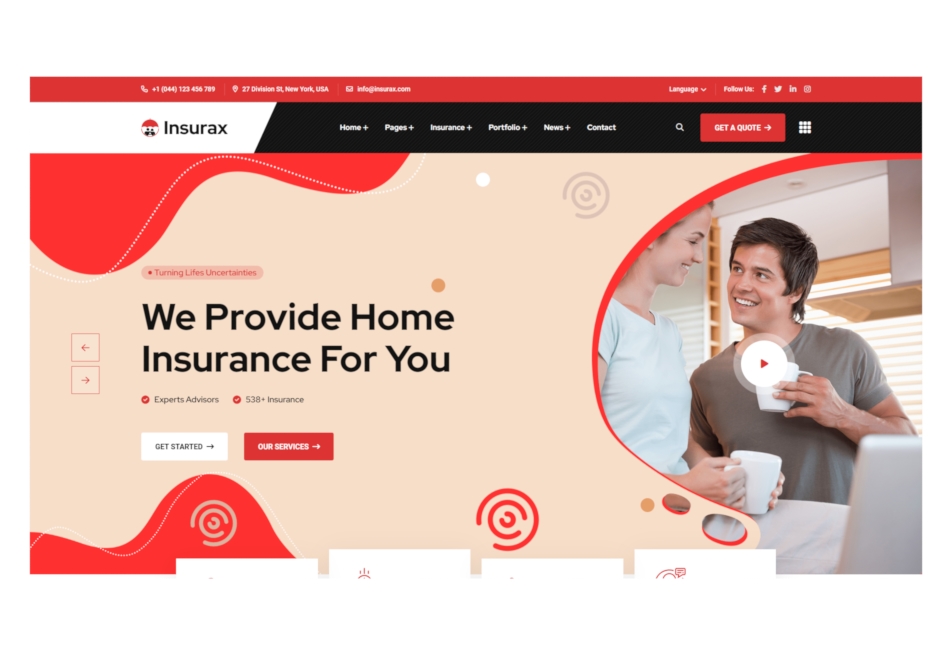 +1 (044) 123 456 789 27 Division St, New York, USA info@insurax.com Language Follow Us:
Insurax Home + Pages + Insurance + Portfolio + News + Contact GET A QUOTE →
• Turning Lifes Uncertainties
We Provide Home
Insurance For You
Experts Advisors 538+ Insurance
GET STARTED → OUR SERVICES →